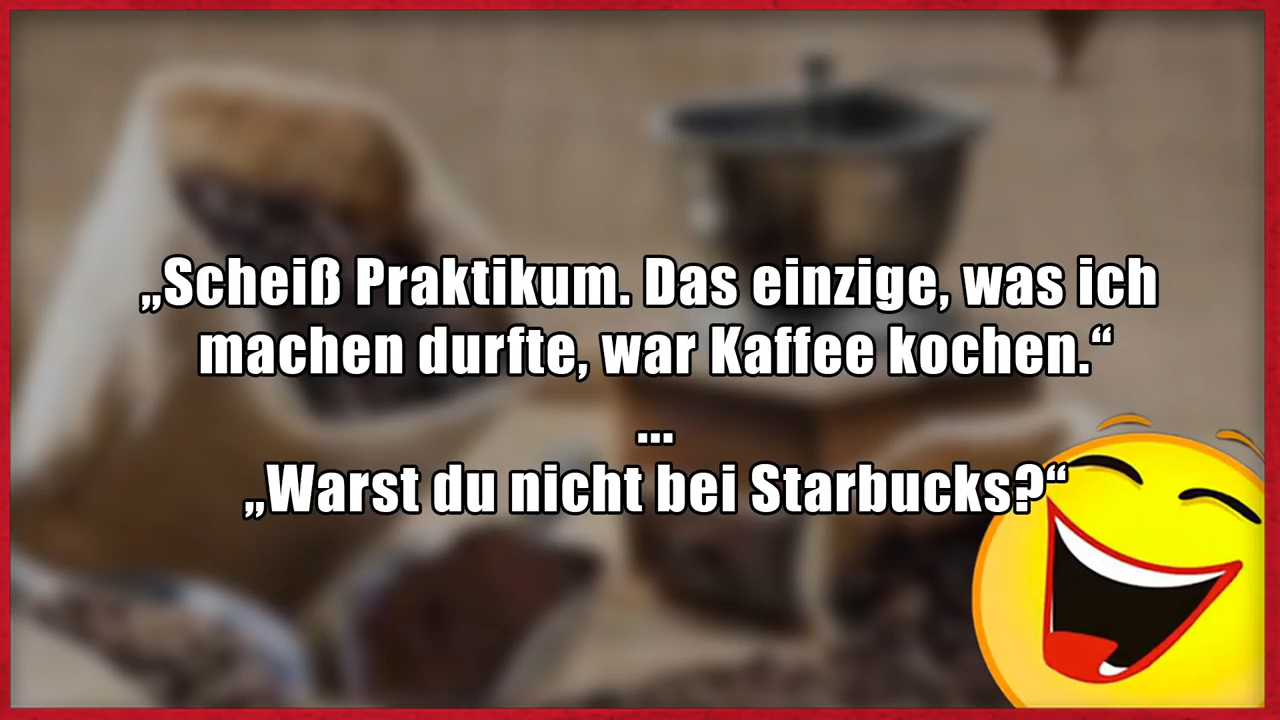 „Scheiß Praktikum. Das einzige, was ich
machen durfte, war Kaffee kochen.“
...
„Warst du nicht bei Starbucks?“